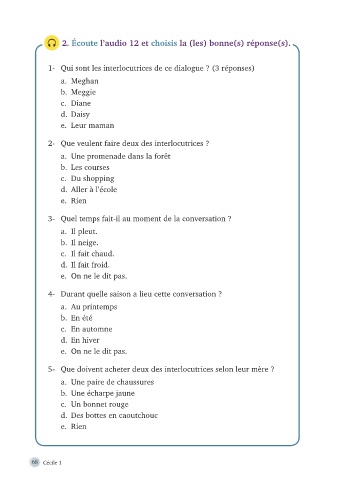 2. Écoute l'audio 12 et choisis la (les) bonne(s) réponse(s).
1- Qui sont les interlocutrices de ce dialogue ? (3 réponses)
a. Meghan
b. Meggie
c. Diane
d. Daisy
e. Leur maman
2- Que veulent faire deux des interlocutrices ?
a. Une promenade dans la forêt
b. Les courses
c. Du shopping
d. Aller à l'école
e. Rien
3- Quel temps fait-il au moment de la conversation ?
a. Il pleut.
b. Il neige.
c. Il fait chaud.
d. Il fait froid.
e. On ne le dit pas.
4- Durant quelle saison a lieu cette conversation ?
a. Au printemps
b. En été
c. En automne
d. En hiver
e. On ne le dit pas.
5- Que doivent acheter deux des interlocutrices selon leur mère ?
a. Une paire de chaussures
b. Une écharpe jaune
c. Un bonnet rouge
d. Des bottes en caoutchouc
e. Rien
68 Cécile 1